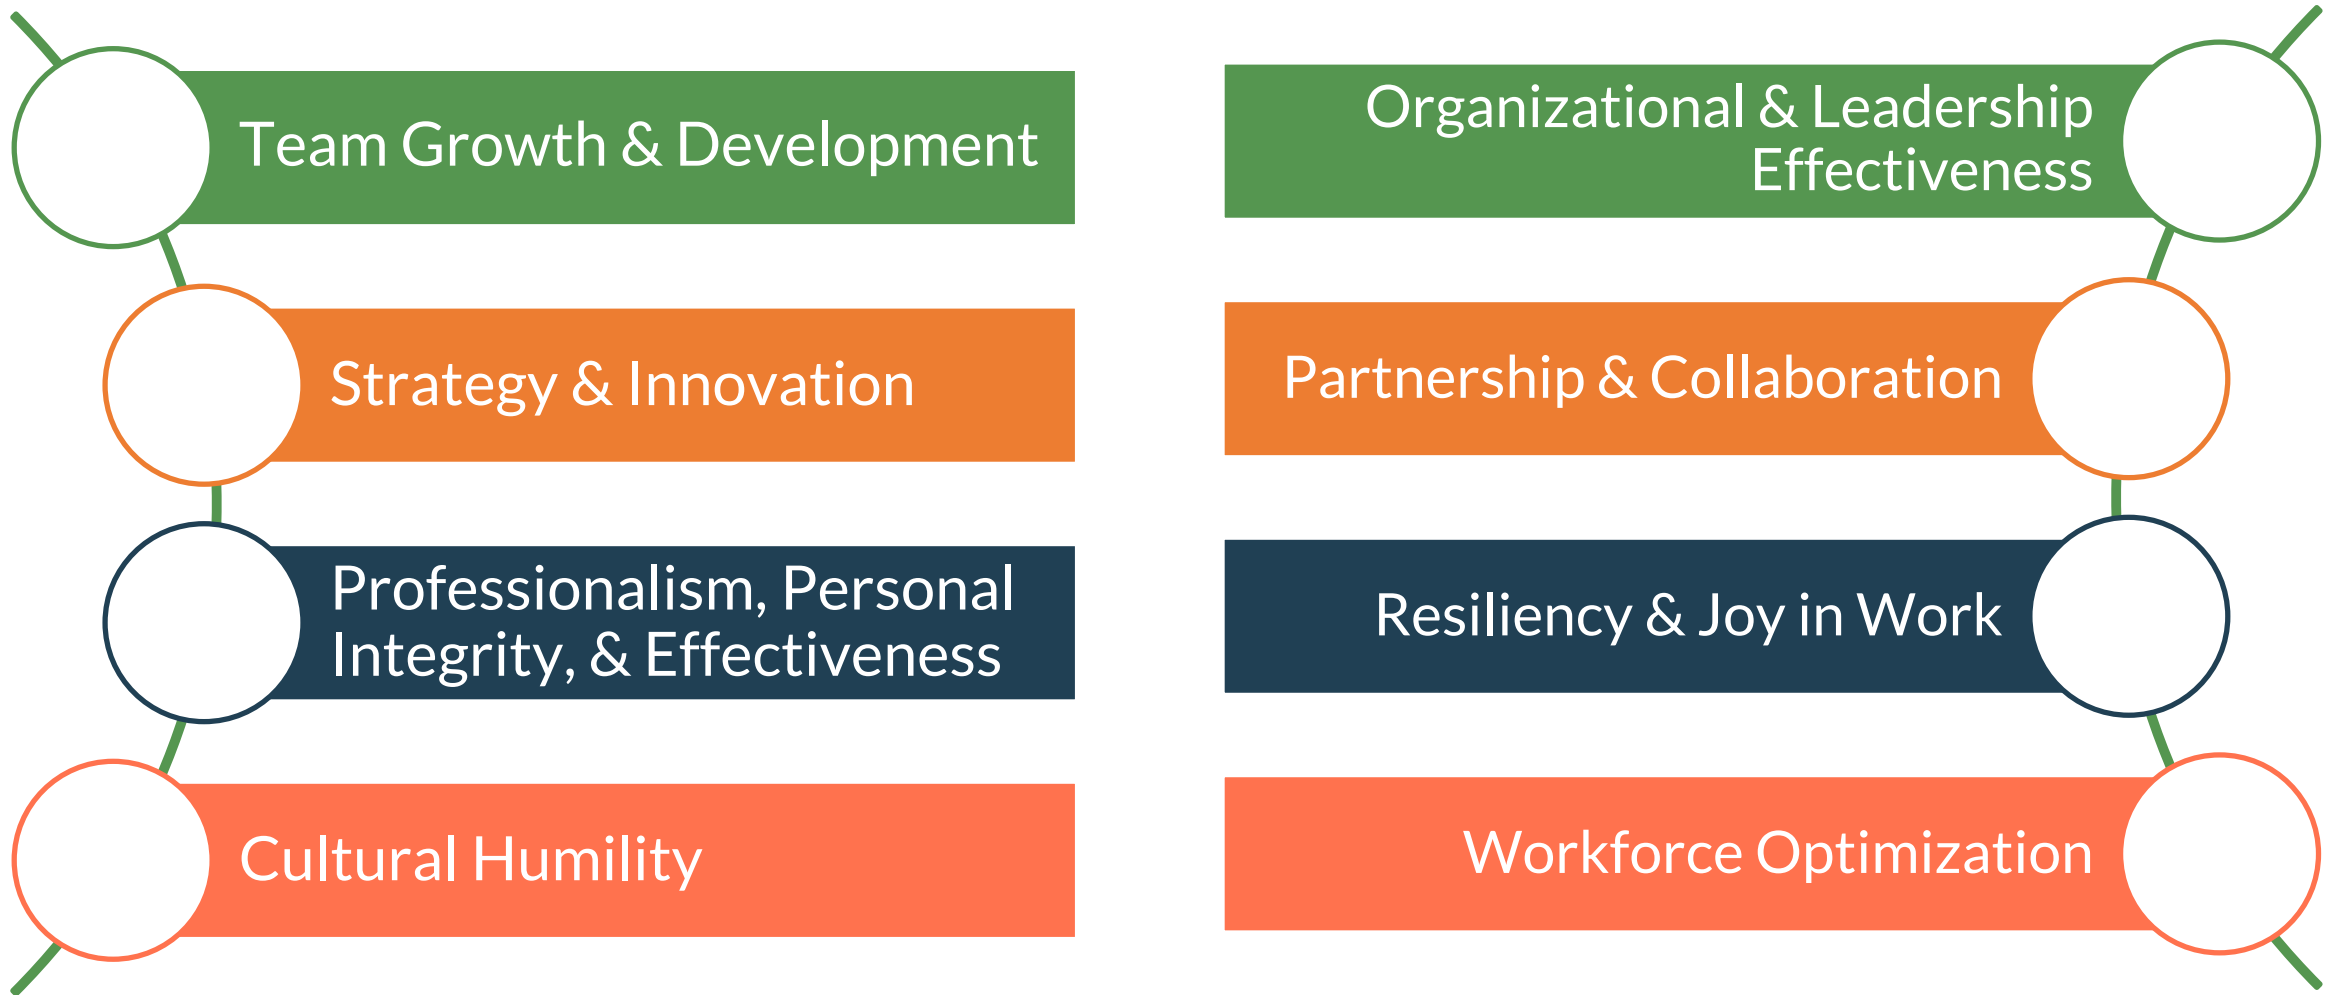 Team Growth & Development
Strategy & Innovation
Professionalism, Personal
Integrity, & Effectiveness
Cultural Humility
Organizational & Leadership
Effectiveness
Partnership & Collaboration
Resiliency & Joy in Work
Workforce Optimization